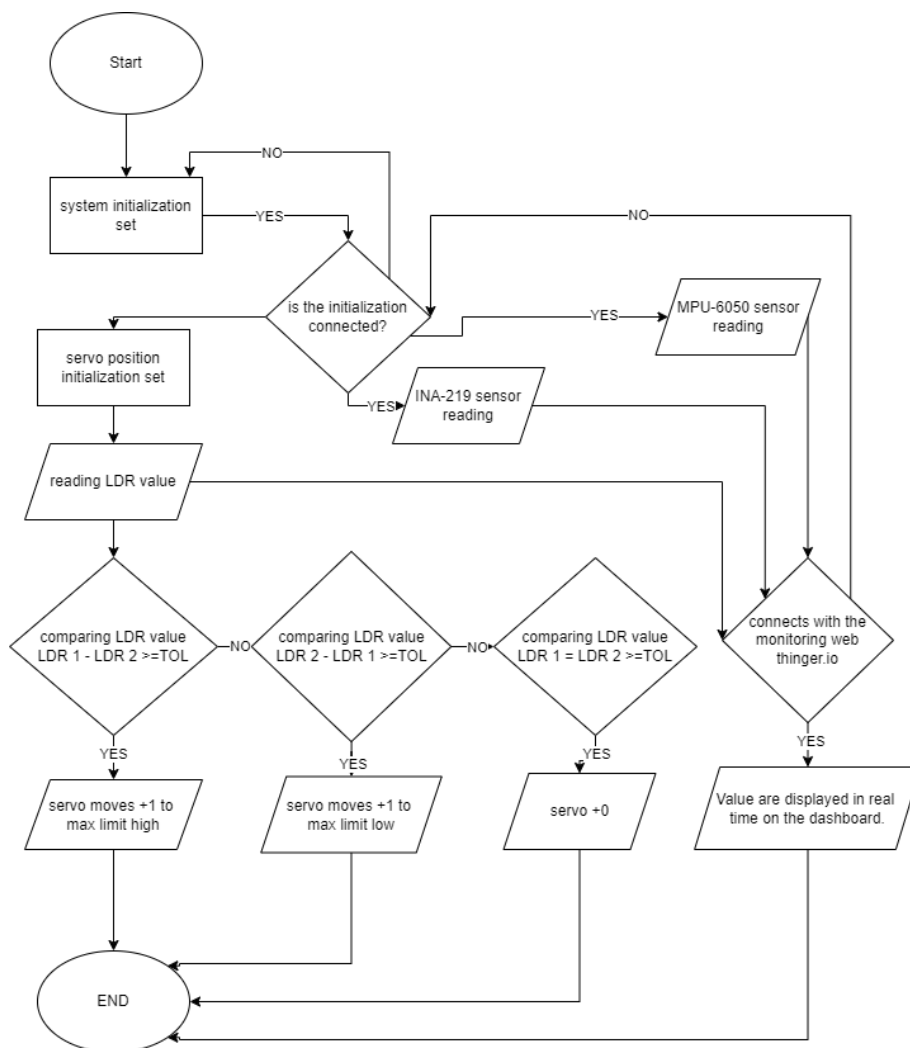 Start
NO
system initialization
set
YES
NO
is the initialization
connected?
MPU-6050 sensor
reading
YES
servo position
initialization set
INA-219 sensor
reading
YES
reading LDR value
comparing LDR value
LDR 1 - LDR 2 >=TOL
NO
comparing LDR value
LDR 2 - LDR 1 >=TOL
NO
comparing LDR value
LDR 1 = LDR 2 >=TOL
connects with the
monitoring web
thinger.io
YES
YES
YES
YES
servo moves +1 to
max limit high
servo moves +1 to
max limit low
servo +0
Value are displayed in real
time on the dashboard.
END